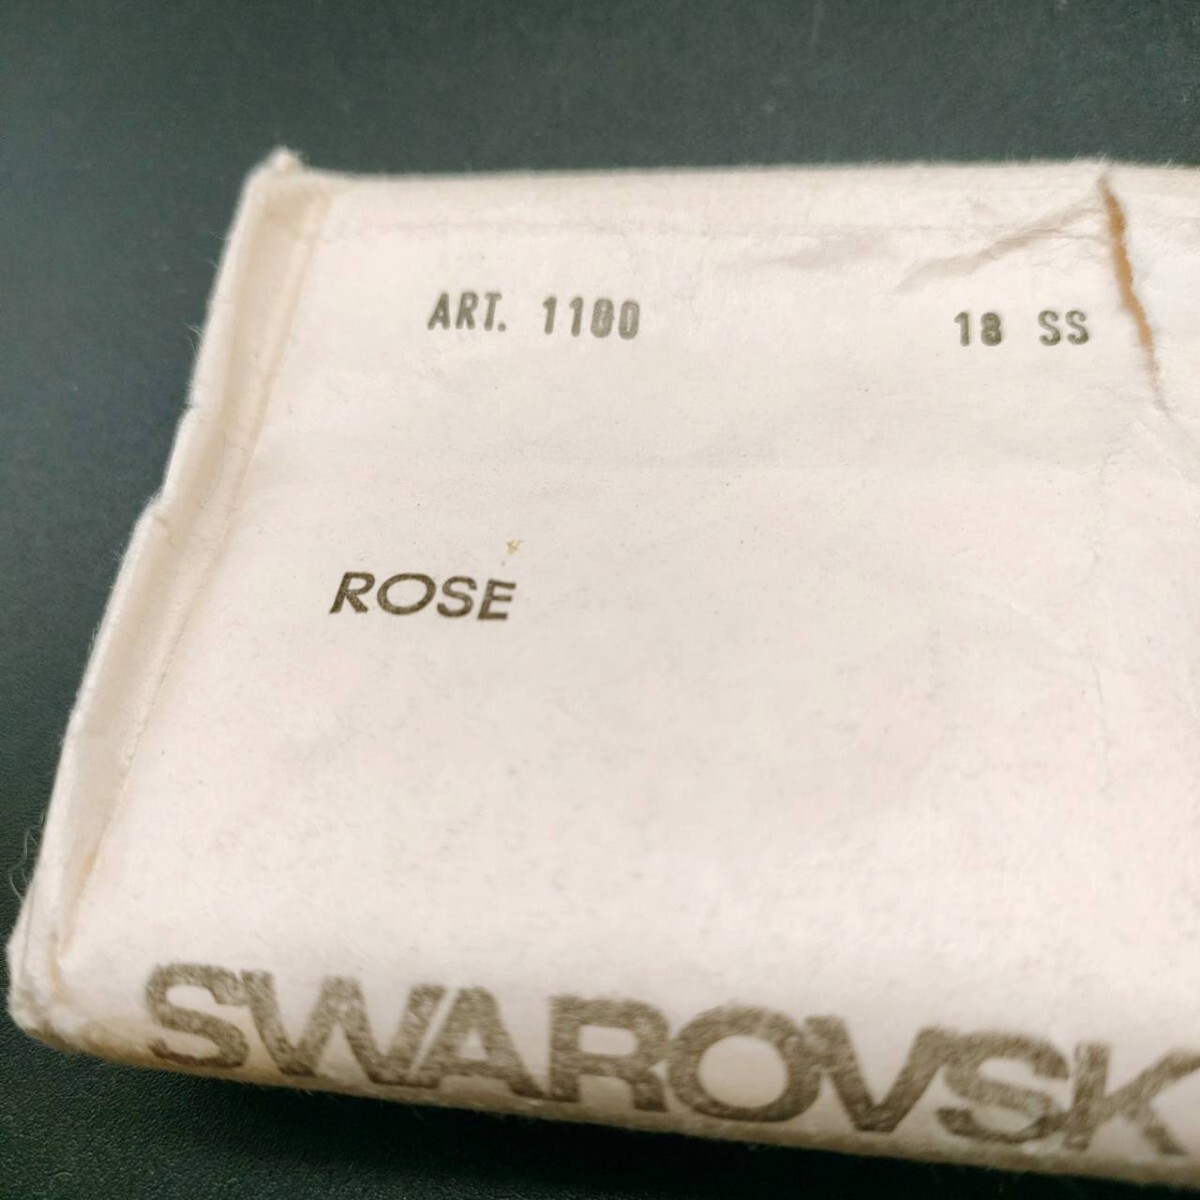 ART. 1100
18 SS
ROSE
SWAROVSK